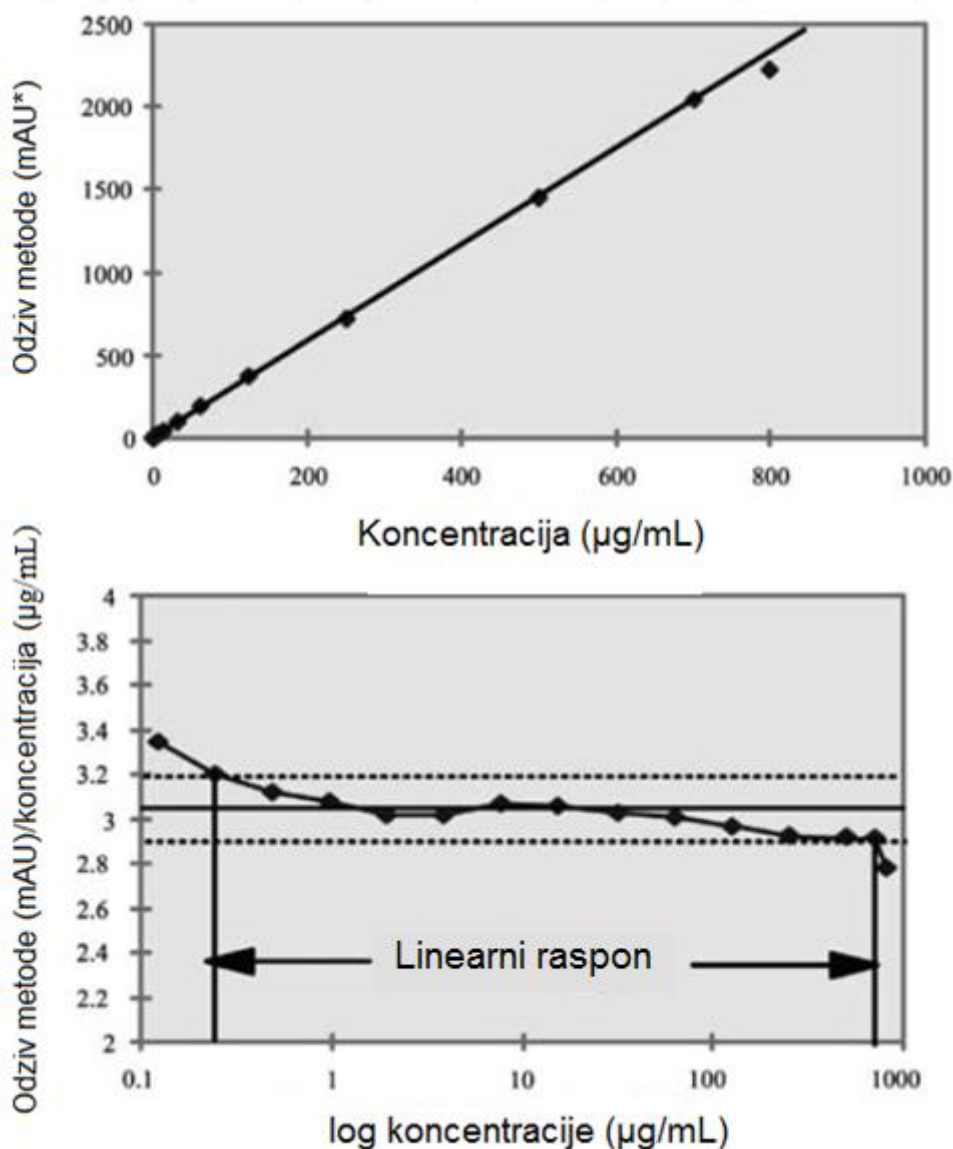 Odziv metode (mAU*)
2500
2000
1500
1000
500
0
0 200 400 600 800 1000
Koncentracija (µg/mL)
Odziv metode (mAU)/koncentracija (µg/mL)
4
3.8
3.6
3.4
3.2
3
2.8
2.6
2.4
2.2
2
Linearni raspon
0.1 1 10 100 1000
log koncentracije (µg/mL)